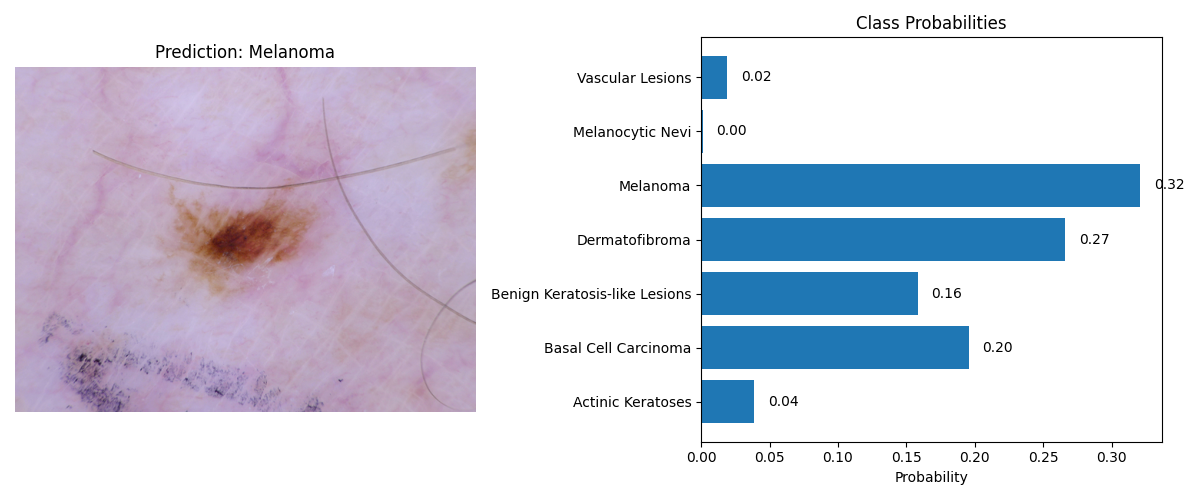 Prediction: Melanoma
Class Probabilities
Vascular Lesions
0.02
Melanocytic Nevi
0.00
Melanoma
0.32
Dermatofibroma
0.27
Benign Keratosis-like Lesions
0.16
Basal Cell Carcinoma
0.20
Actinic Keratoses
0.04
0.00 0.05 0.10 0.15 0.20 0.25 0.30
Probability